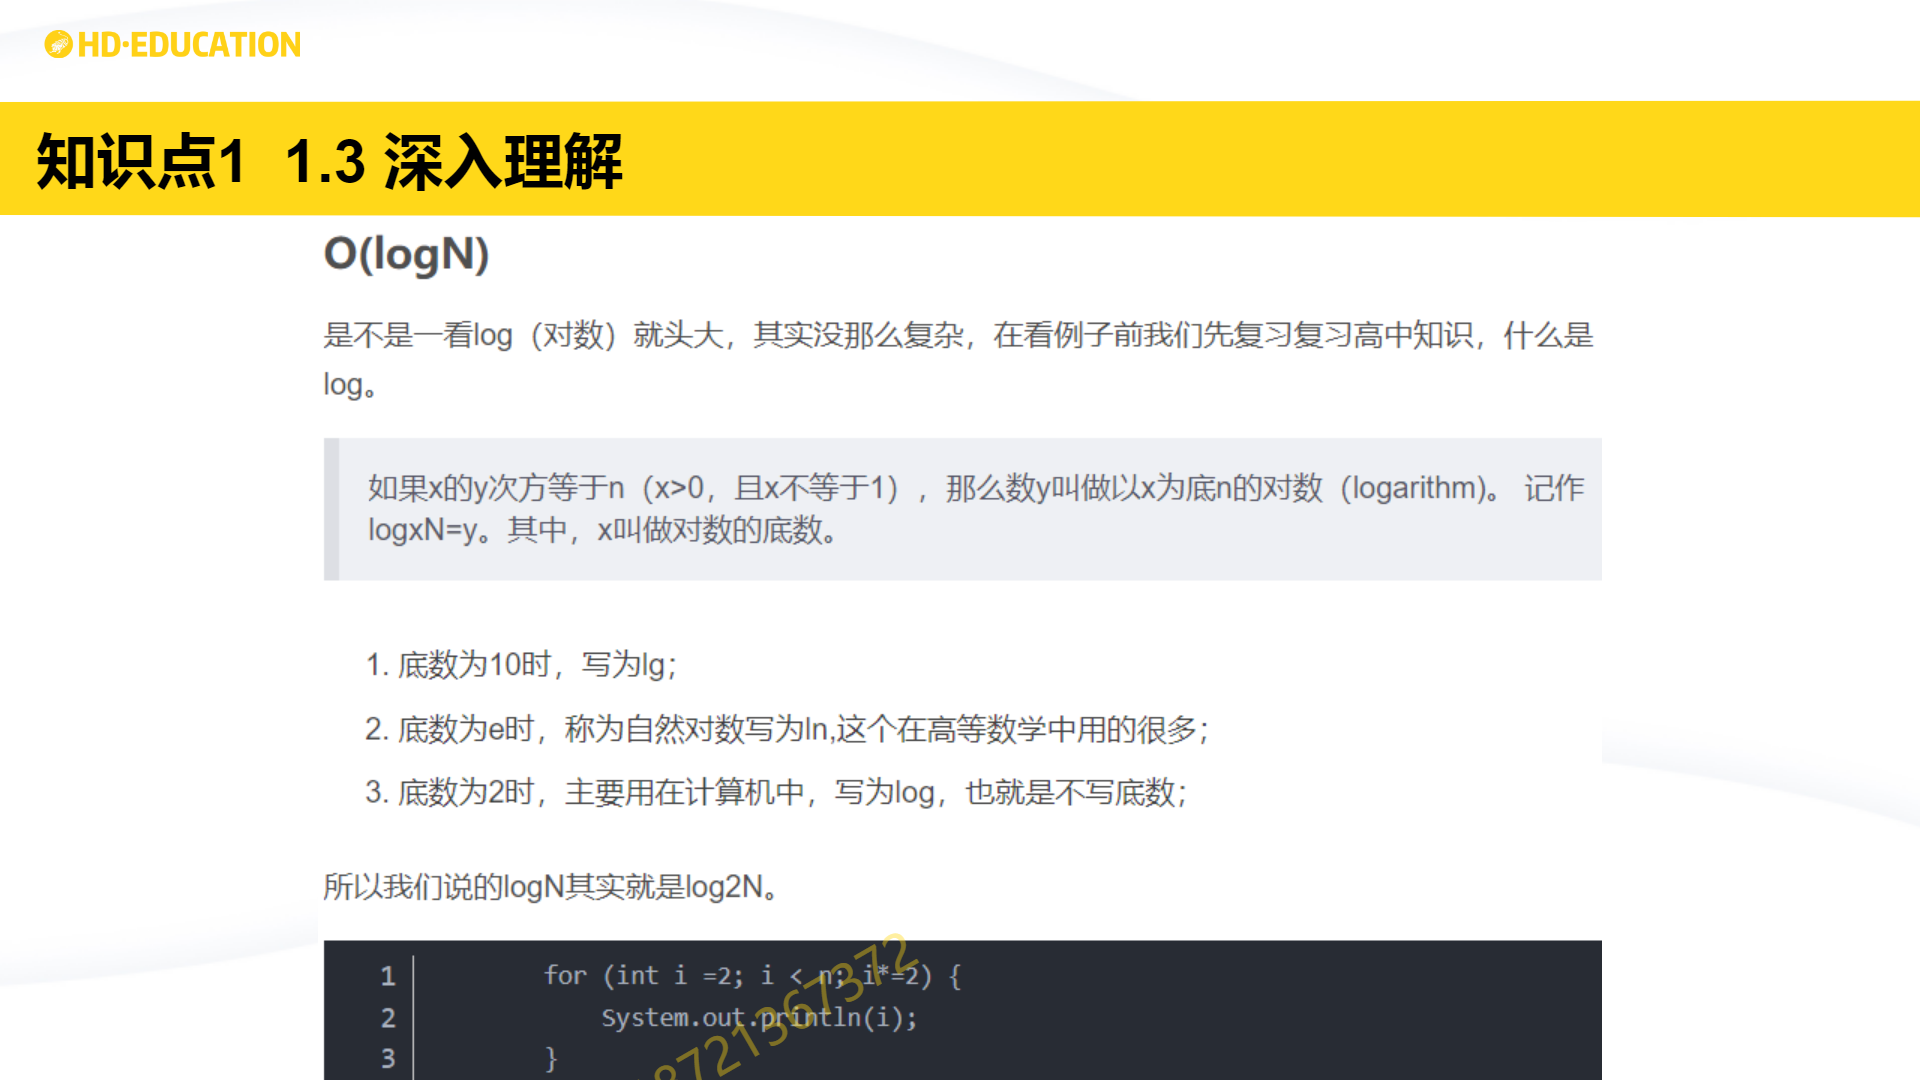 HD·EDUCATION
知识点1  1.3 深入理解
O(logN)
是不是一看log（对数）就头大，其实没那么复杂，在看例子前我们先复习复习高中知识，什么是
log。
如果x的y次方等于n（x>0，且x不等于1），那么数y叫做以x为底n的对数（logarithm)。 记作
logxN=y。其中，x叫做对数的底数。
1. 底数为10时，写为lg；
2. 底数为e时，称为自然对数写为ln,这个在高等数学中用的很多；
3. 底数为2时，主要用在计算机中，写为log，也就是不写底数；
所以我们说的logN其实就是log2N。
1 for (int i =2; i < n; i*=2) {
2 System.out.println(i);
3 }
8721367372